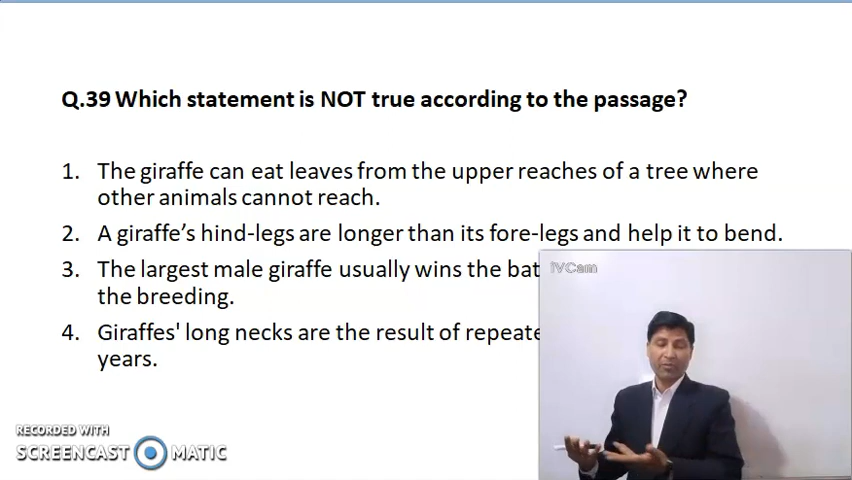 Q.39 Which statement is NOT true according to the passage?
1. The giraffe can eat leaves from the upper reaches of a tree where
other animals cannot reach.
2. A giraffe's hind-legs are longer than its fore-legs and help it to bend.
3. The largest male giraffe usually wins the
the breeding.
4. Giraffes' long necks are the result of
years.
iVCam
RECORDED WITH
SCREENCAST MATIC